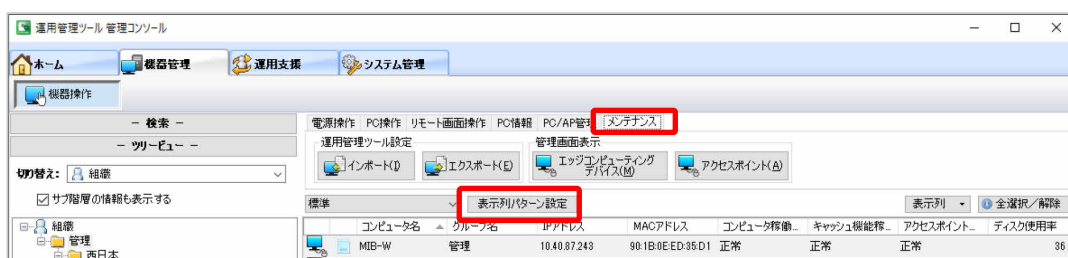 運用管理ツール 管理コンソール
ホーム 機器管理 運用支援 システム管理
機器操作
－ 検索 －
－ ツリービュー －
切り替え: 組織
サブ階層の情報も表示する
組織
管理
西日本
電源操作 PC操作 リモート画面操作 PC情報 PC/AP管理 メンテナンス
運用管理ツール設定 管理画面表示
インポート(I) エクスポート(E) エッジコンピューティングデバイス(M) アクセスポイント(A)
標準 表示列パターン設定 表示列 全選択／解除
コンピュータ名 グループ名 IPアドレス MACアドレス コンピュータ稼働... キャッシュ機能稼... アクセスポイント... ディスク使用率
MIB-W 管理 10.40.87.243 90:1B:0E:ED:35:D1 正常 正常 正常 36